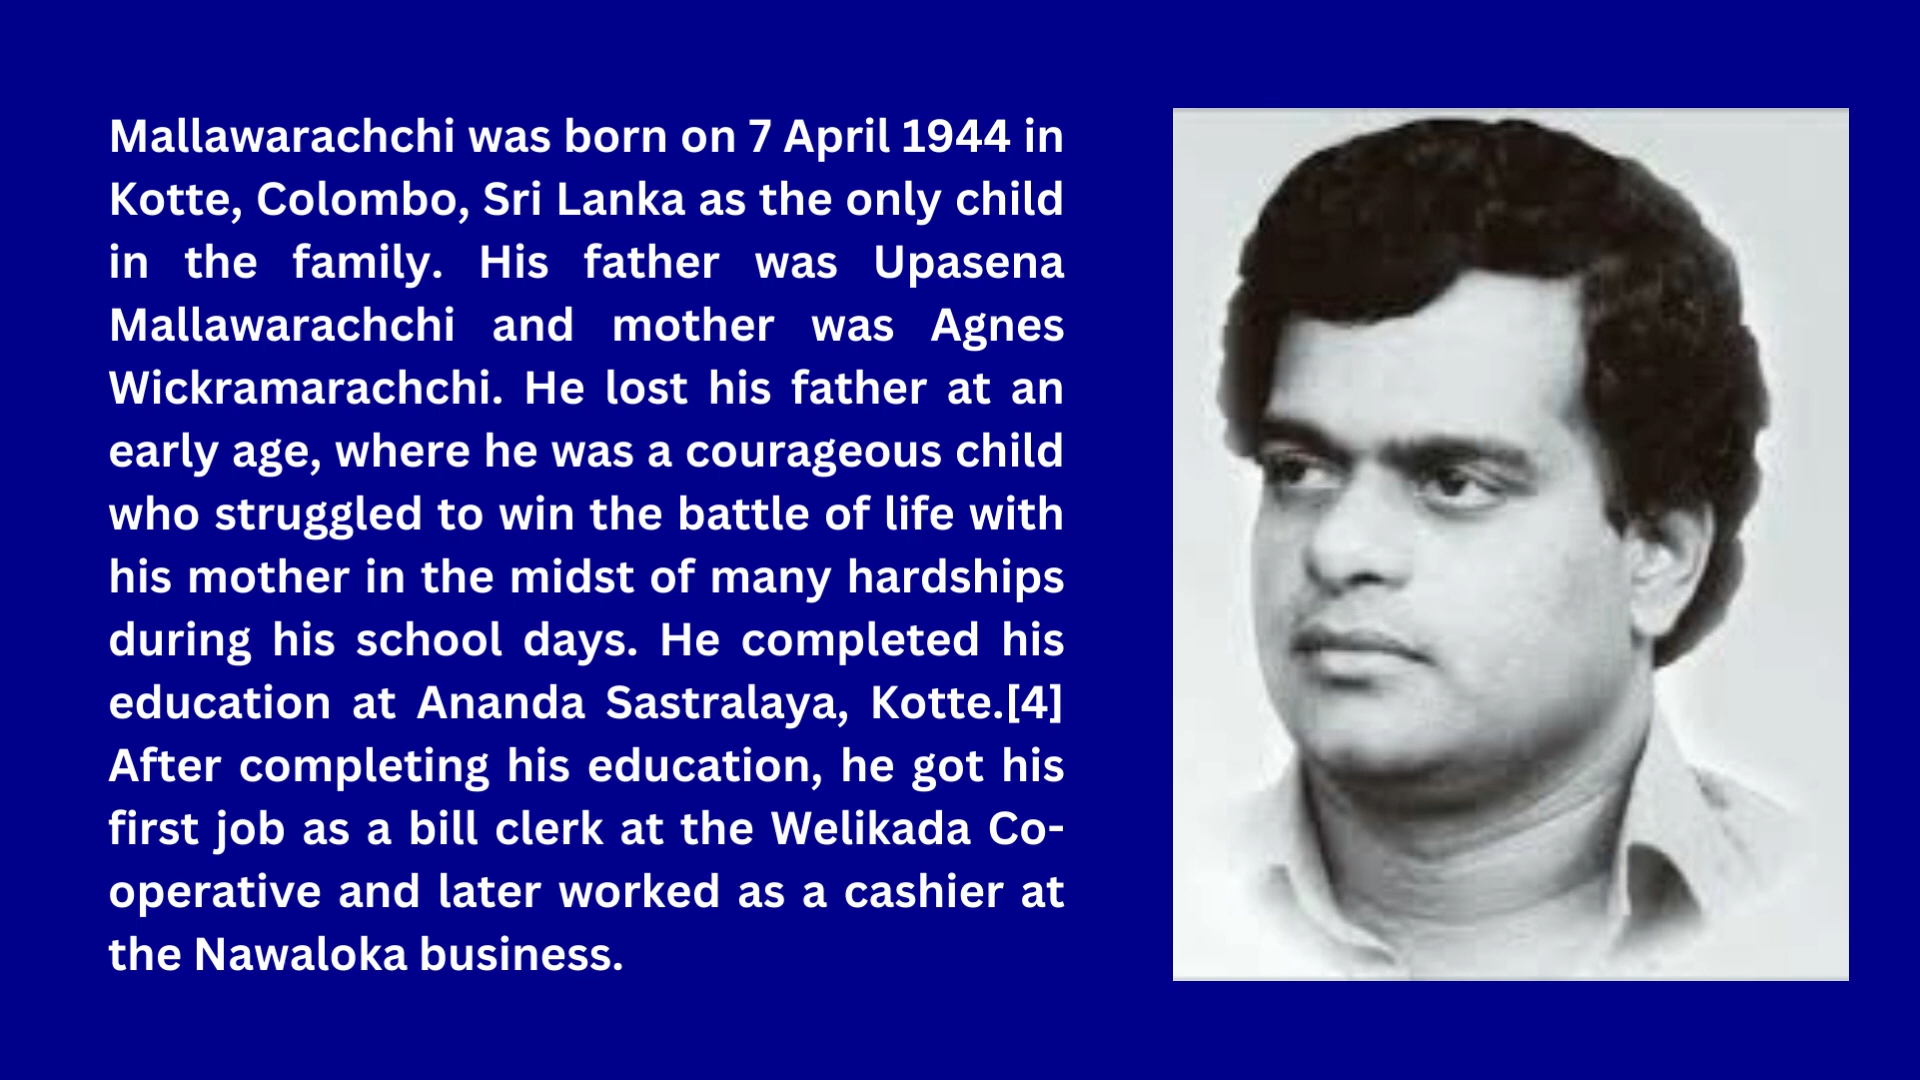 Mallawarachchi was born on 7 April 1944 in
Kotte, Colombo, Sri Lanka as the only child
in the family. His father was Upasena
Mallawarachchi and mother was Agnes
Wickramarachchi. He lost his father at an
early age, where he was a courageous child
who struggled to win the battle of life with
his mother in the midst of many hardships
during his school days. He completed his
education at Ananda Sastralaya, Kotte.[4]
After completing his education, he got his
first job as a bill clerk at the Welikada Co-
operative and later worked as a cashier at
the Nawaloka business.